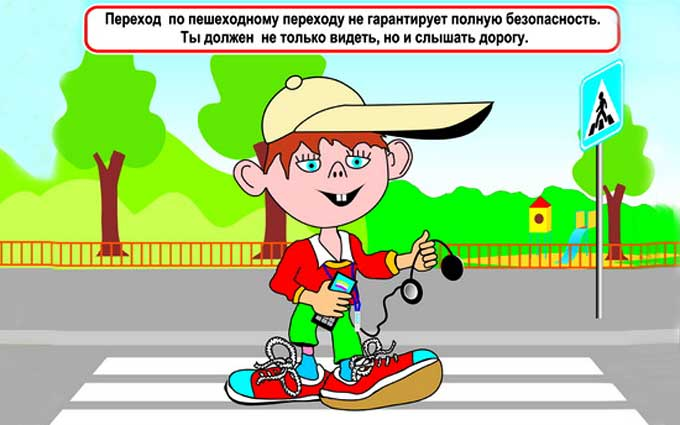 Переход по пешеходному переходу не гарантирует полную безопасность.
Ты должен не только видеть, но и слышать дорогу.